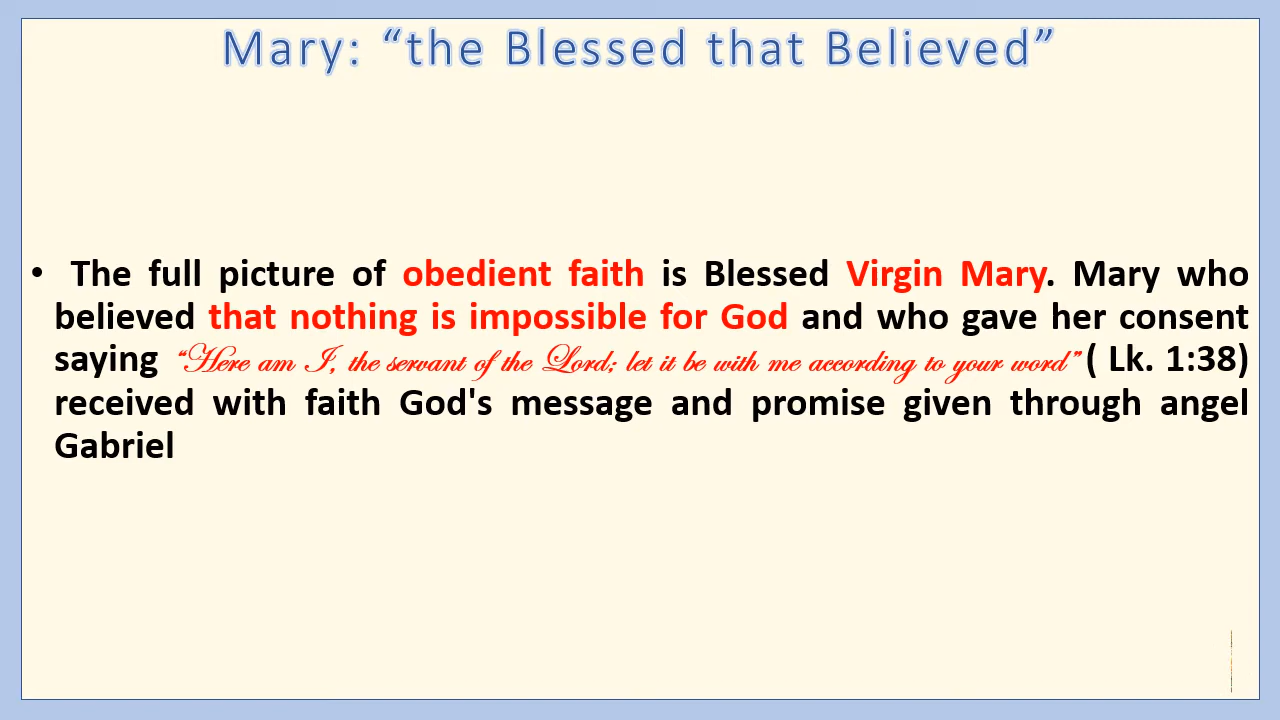 Mary: “the Blessed that Believed”
• The full picture of obedient faith is Blessed Virgin Mary. Mary who
believed that nothing is impossible for God and who gave her consent
saying “Here am I, the servant of the Lord; let it be with me according to your word” ( Lk. 1:38)
received with faith God's message and promise given through angel
Gabriel